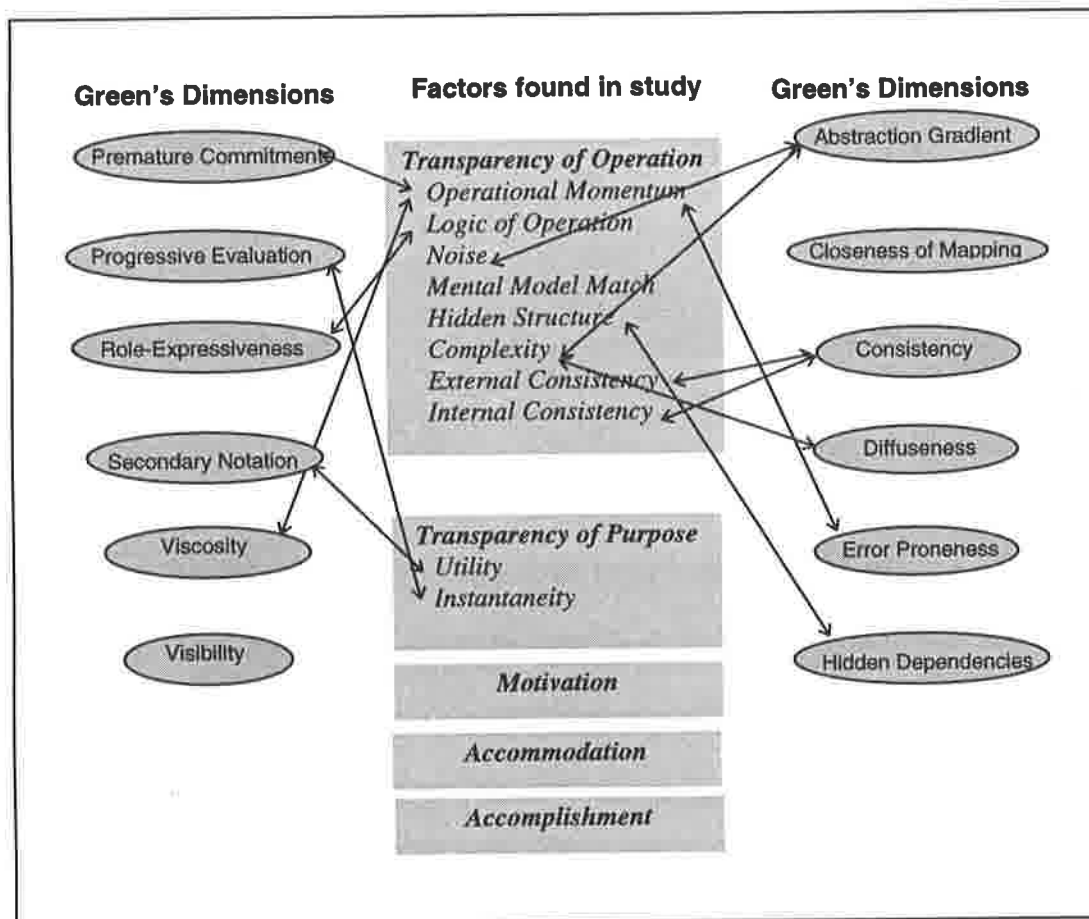 Green's Dimensions
Premature Commitment
Progressive Evaluation
Role-Expressiveness
Secondary Notation
Viscosity
Visibility
Factors found in study
Transparency of Operation
Operational Momentum
Logic of Operation
Noise
Mental Model Match
Hidden Structure
Complexity
External Consistency
Internal Consistency
Transparency of Purpose
Utility
Instantaneity
Motivation
Accommodation
Accomplishment
Green's Dimensions
Abstraction Gradient
Closeness of Mapping
Consistency
Diffuseness
Error Proneness
Hidden Dependencies